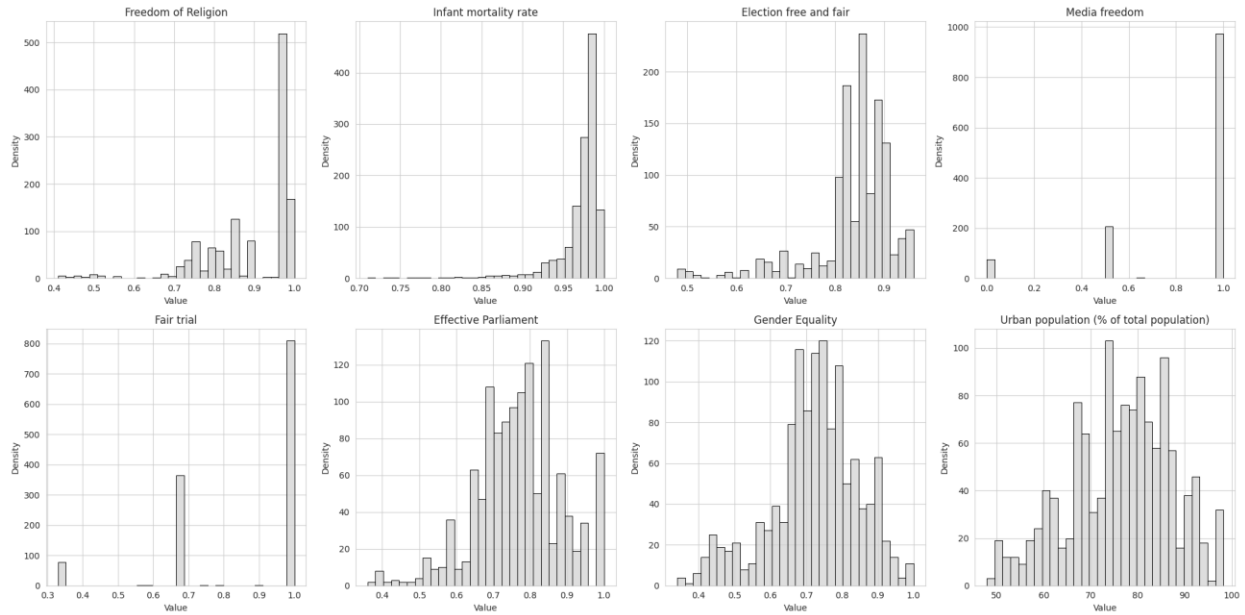 Freedom of Religion
Density
500
400
300
200
100
0
0.4 0.5 0.6 0.7 0.8 0.9 1.0
Value
Infant mortality rate
Density
400
300
200
100
0
0.70 0.75 0.80 0.85 0.90 0.95 1.00
Value
Election free and fair
Density
200
150
100
50
0
0.5 0.6 0.7 0.8 0.9
Value
Media freedom
Density
1000
800
600
400
200
0
0.0 0.2 0.4 0.6 0.8 1.0
Value
Fair trial
Density
800
700
600
500
400
300
200
100
0
0.3 0.4 0.5 0.6 0.7 0.8 0.9 1.0
Value
Effective Parliament
Density
120
100
80
60
40
20
0
0.4 0.5 0.6 0.7 0.8 0.9 1.0
Value
Gender Equality
Density
120
100
80
60
40
20
0
0.4 0.5 0.6 0.7 0.8 0.9 1.0
Value
Urban population (% of total population)
Density
100
80
60
40
20
0
50 60 70 80 90 100
Value